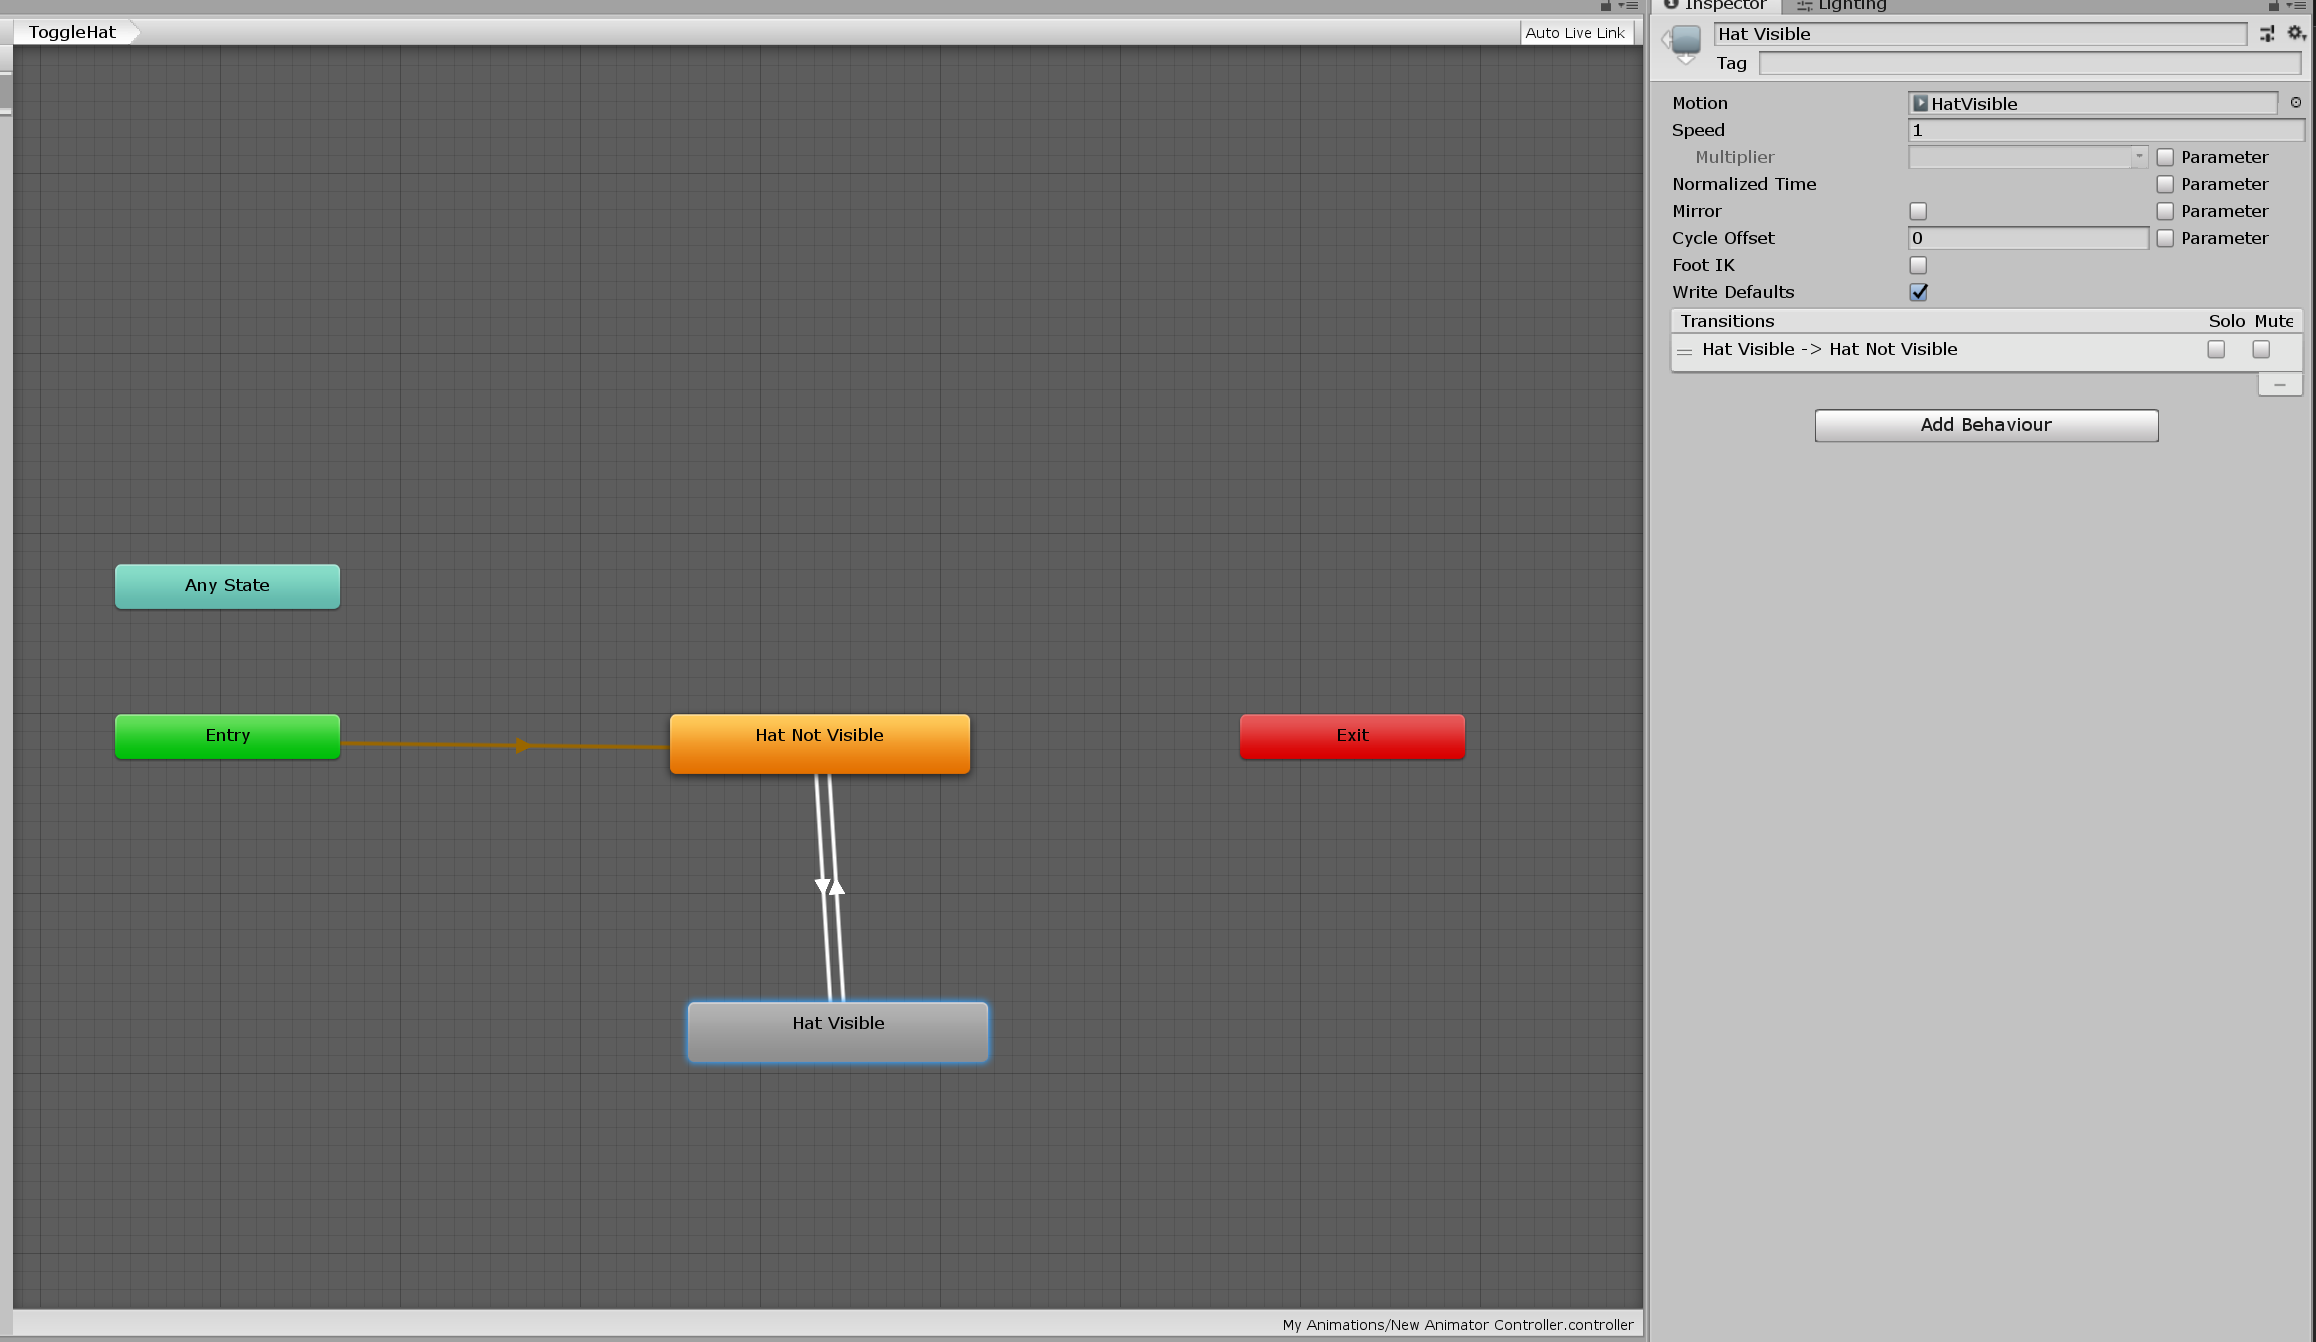 ToggleHat
Auto Live Link
Any State
Entry
Hat Not Visible
Exit
Hat Visible
My Animations/New Animator Controller.controller
Inspector
Lighting
Hat Visible
Tag
Motion HatVisible
Speed 1
Multiplier Parameter
Normalized Time Parameter
Mirror Parameter
Cycle Offset 0 Parameter
Foot IK
Write Defaults
Transitions Solo Mute
Hat Visible -> Hat Not Visible
Add Behaviour